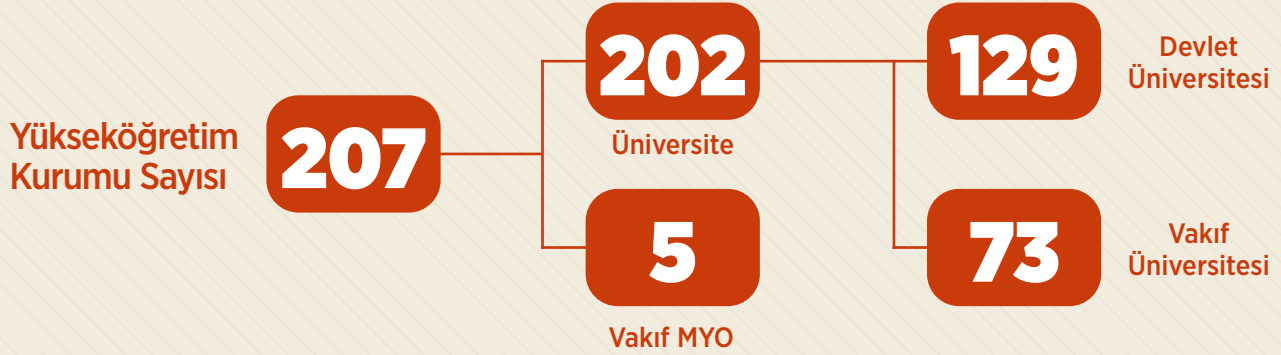 Yükseköğretim
Kurumu Sayısı
207
202
Üniversite
5
Vakıf MYO
129
Devlet
Üniversitesi
73
Vakıf
Üniversitesi